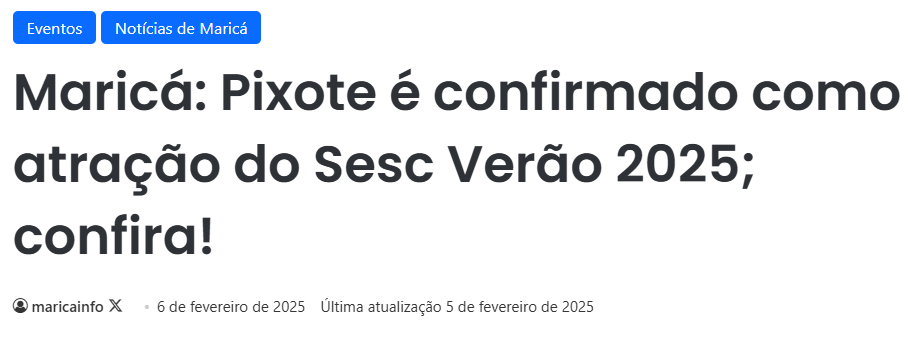 Eventos Notícias de Maricá
Maricá: Pixote é confirmado como
atração do Sesc Verão 2025;
confira!
maricainfo X 6 de fevereiro de 2025 Última atualização 5 de fevereiro de 2025